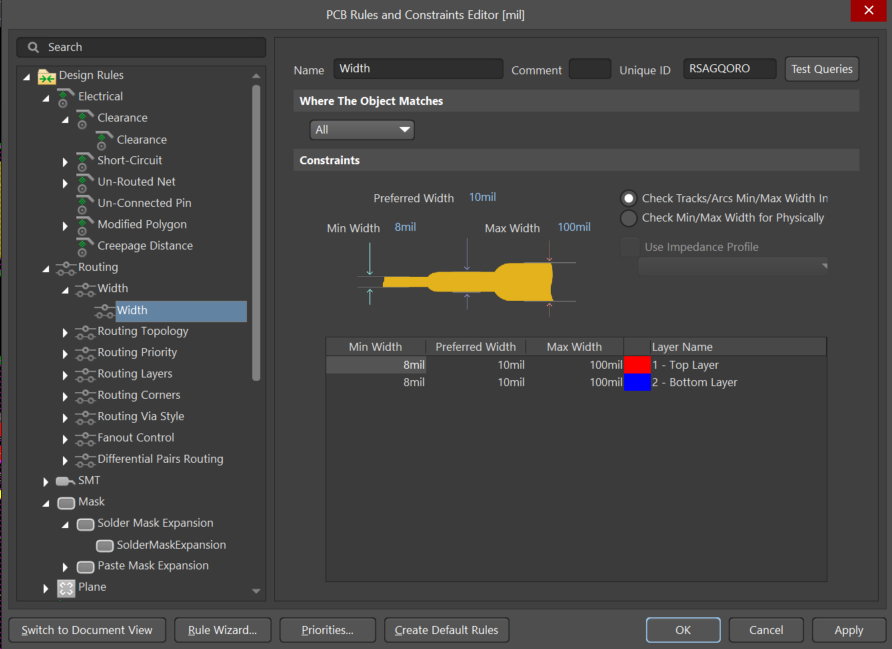 PCB Rules and Constraints Editor [mil]
Search
Design Rules
Electrical
Clearance
Clearance
Short-Circuit
Un-Routed Net
Un-Connected Pin
Modified Polygon
Creepage Distance
Routing
Width
Width
Routing Topology
Routing Priority
Routing Layers
Routing Corners
Routing Via Style
Fanout Control
Differential Pairs Routing
SMT
Mask
Solder Mask Expansion
SolderMaskExpansion
Paste Mask Expansion
Plane
Name Width Comment Unique ID RSAGQORO Test Queries
Where The Object Matches
All
Constraints
Preferred Width 10mil
Min Width 8mil Max Width 100mil
Check Tracks/Arcs Min/Max Width In
Check Min/Max Width for Physically
Use Impedance Profile
Min Width Preferred Width Max Width Layer Name
8mil 10mil 100mil 1 - Top Layer
8mil 10mil 100mil 2 - Bottom Layer
Switch to Document View Rule Wizard... Priorities... Create Default Rules OK Cancel Apply